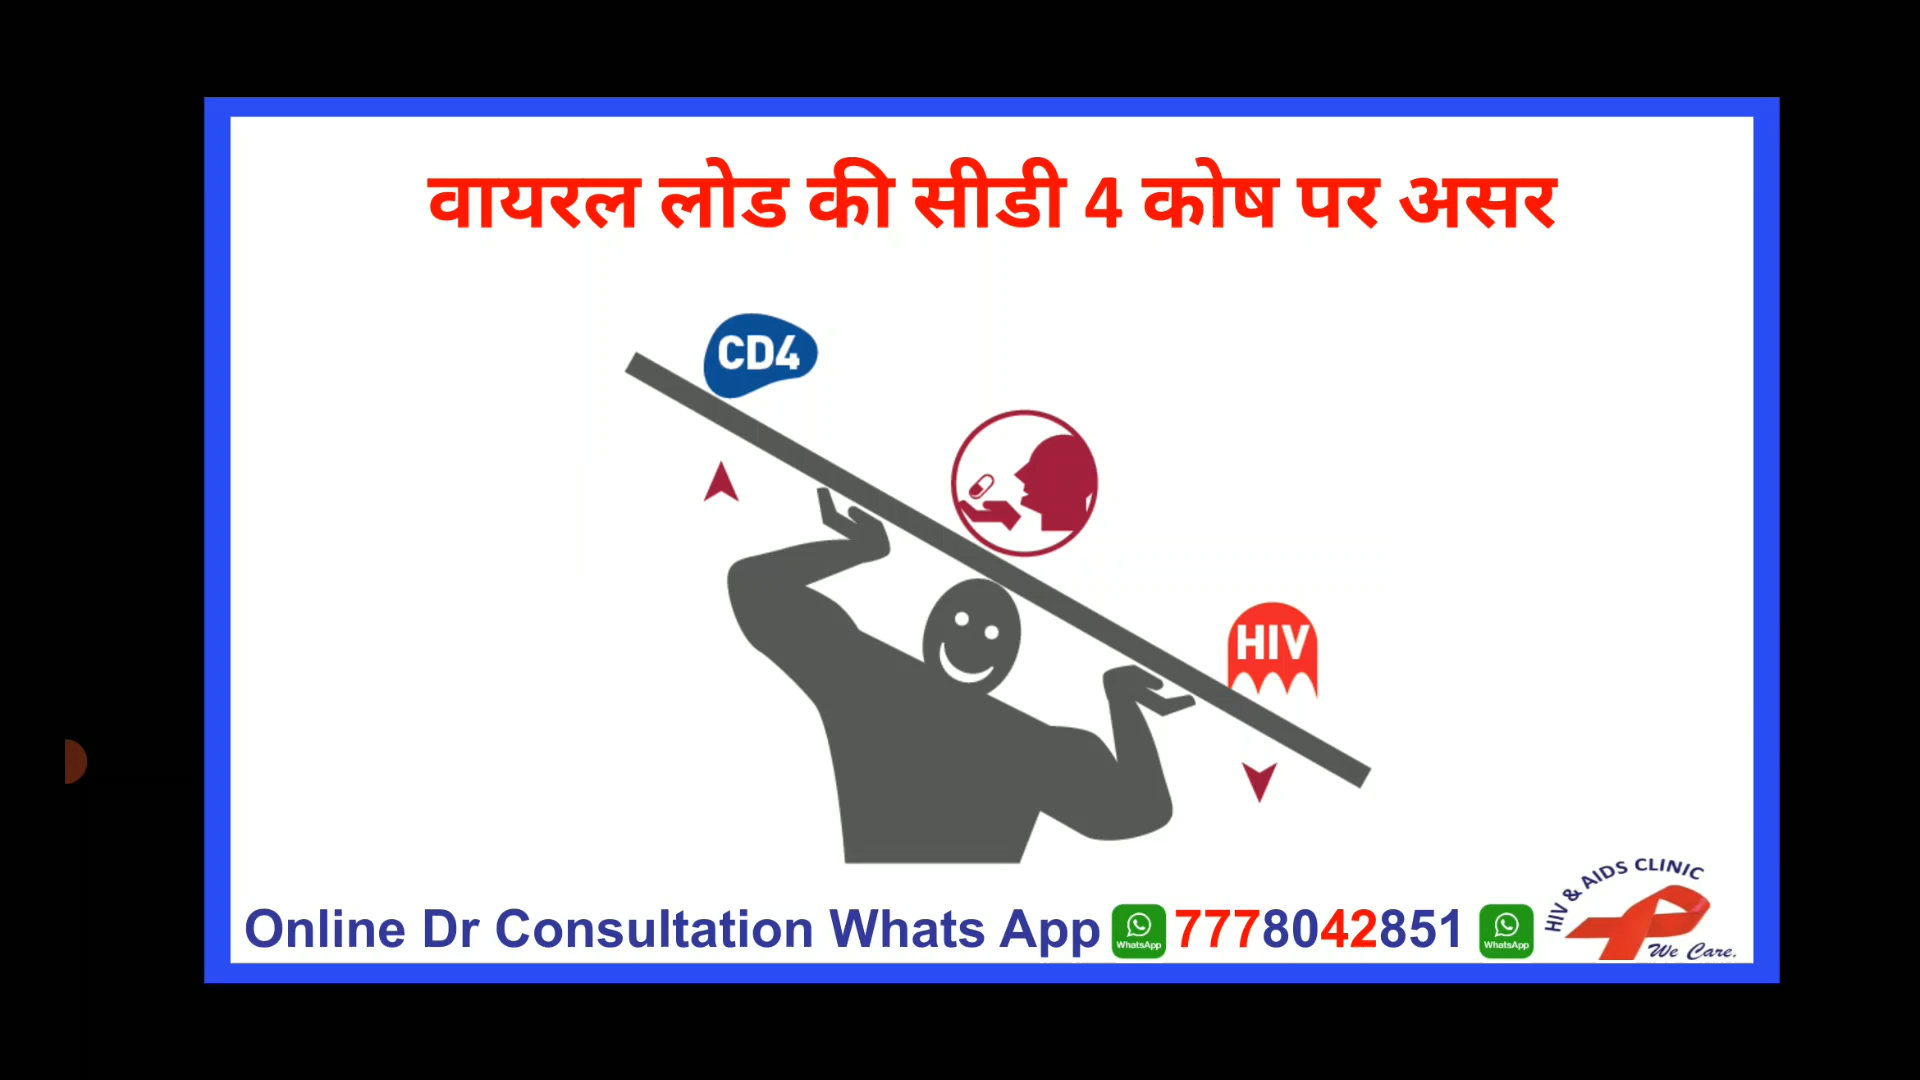 वायरल लोड की सीडी 4 कोष पर असर
CD4
HIV
HIV & AIDS CLINIC
Online Dr Consultation Whats App WhatsApp 7778042851 WhatsApp
We Care.